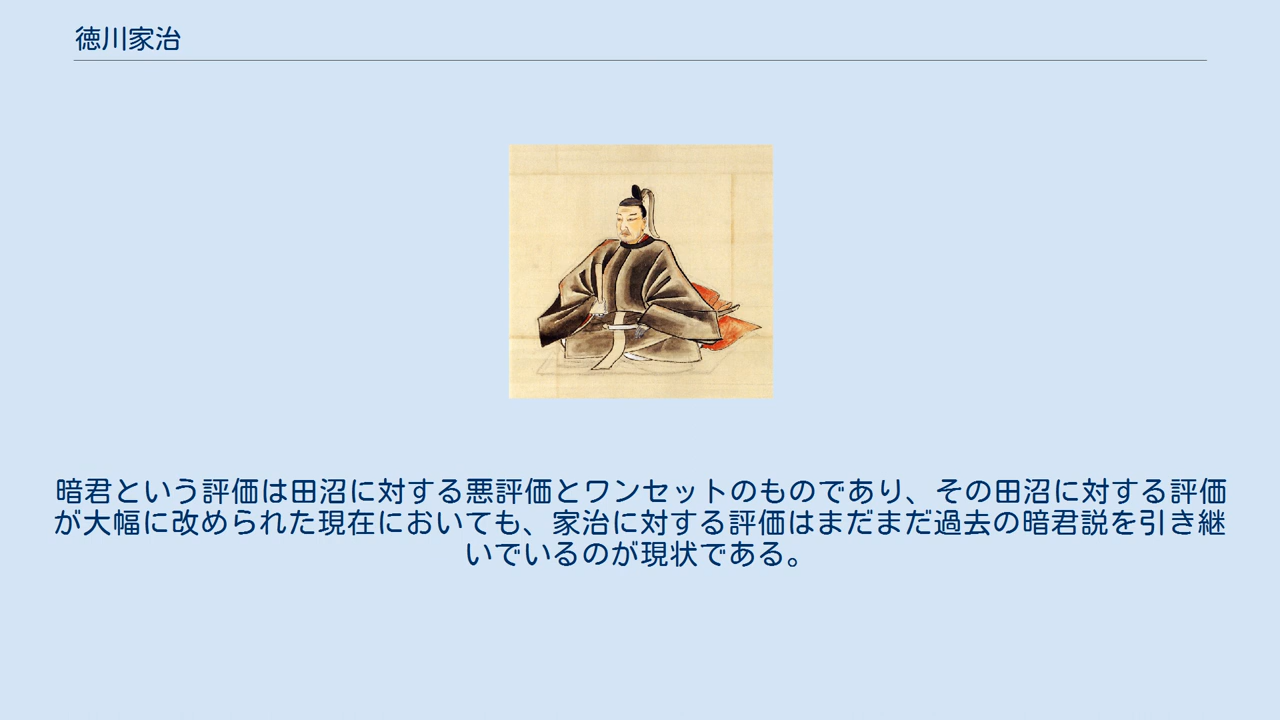 徳川家治
暗君という評価は田沼に対する悪評価とワンセットのものであり、その田沼に対する評価
が大幅に改められた現在においても、家治に対する評価はまだまだ過去の暗君説を引き継
いでいるのが現状である。